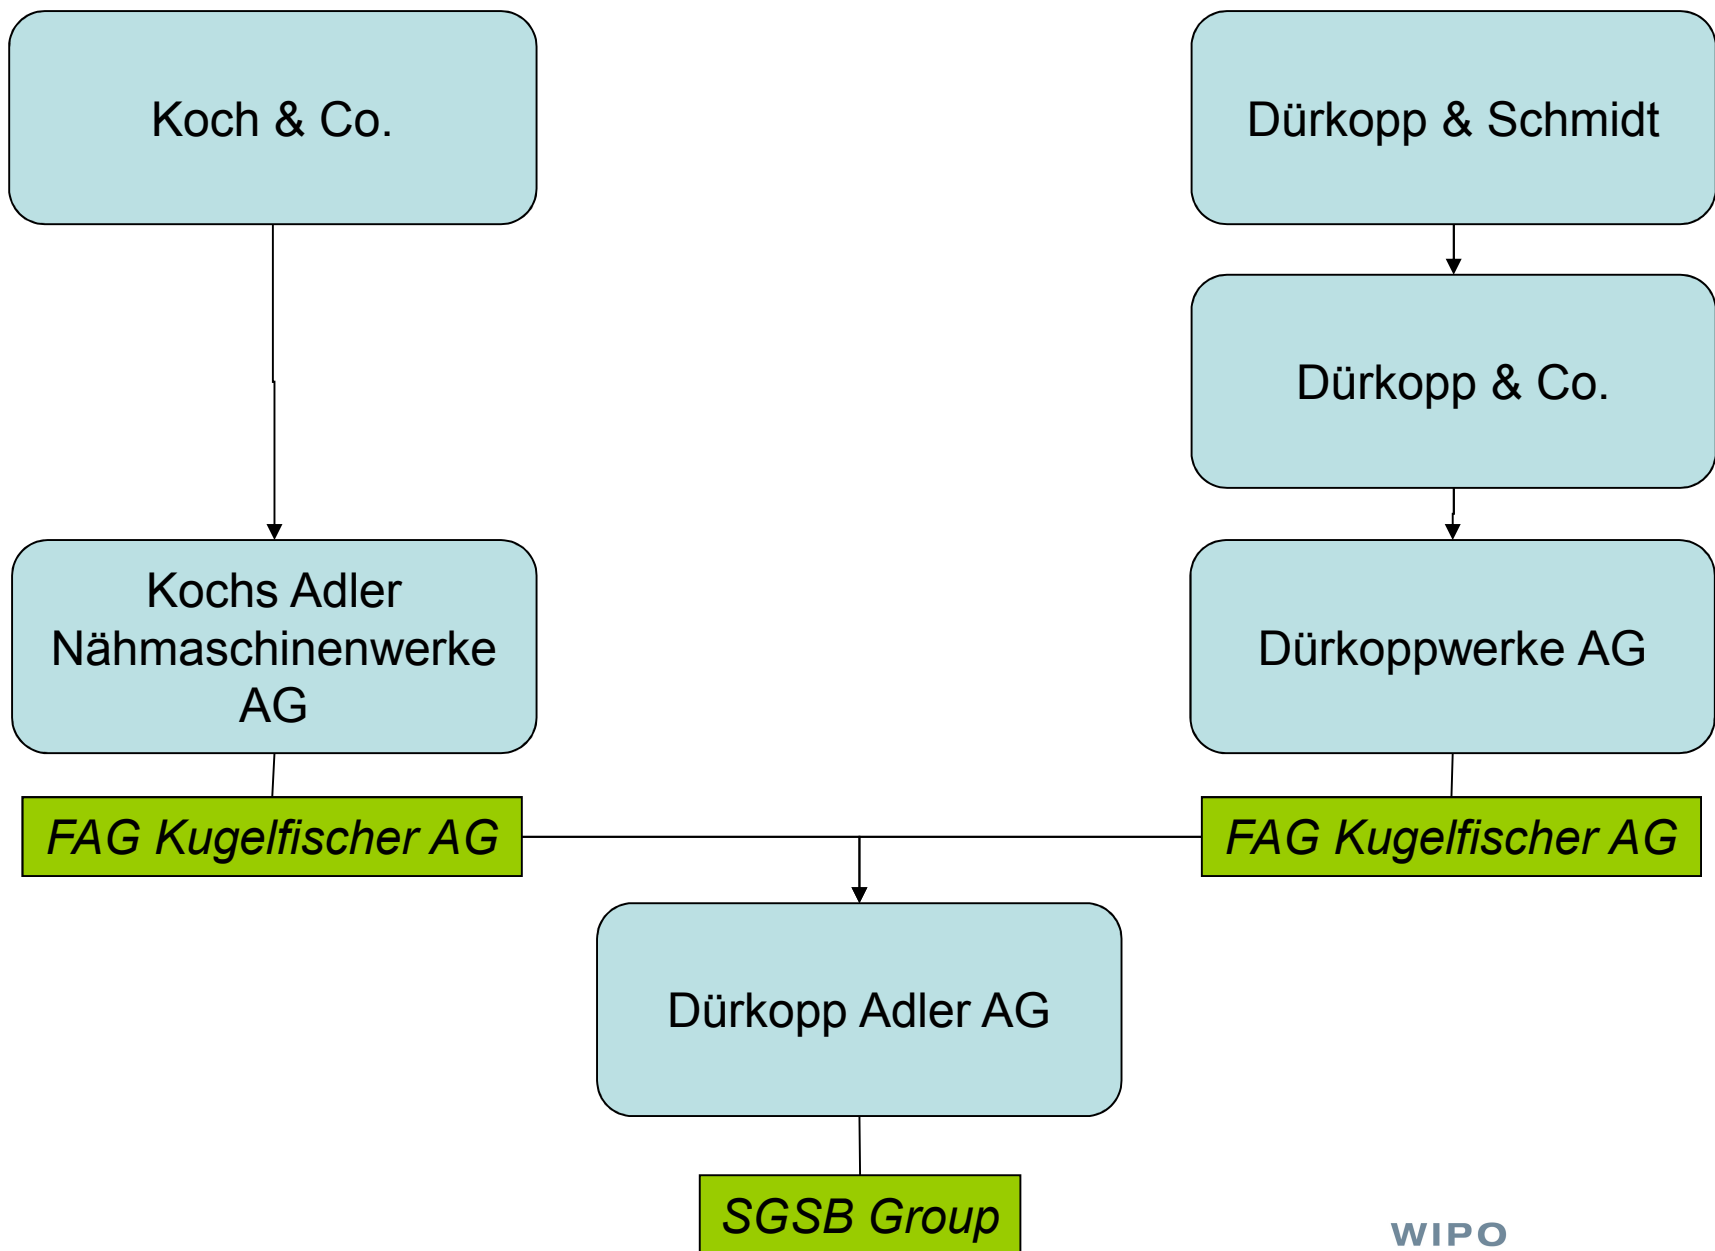 Koch & Co.
Dürkopp & Schmidt
Dürkopp & Co.
Kochs Adler
Nähmaschinenwerke
AG
Dürkoppwerke AG
FAG Kugelfischer AG
FAG Kugelfischer AG
Dürkopp Adler AG
SGSB Group
WIPO